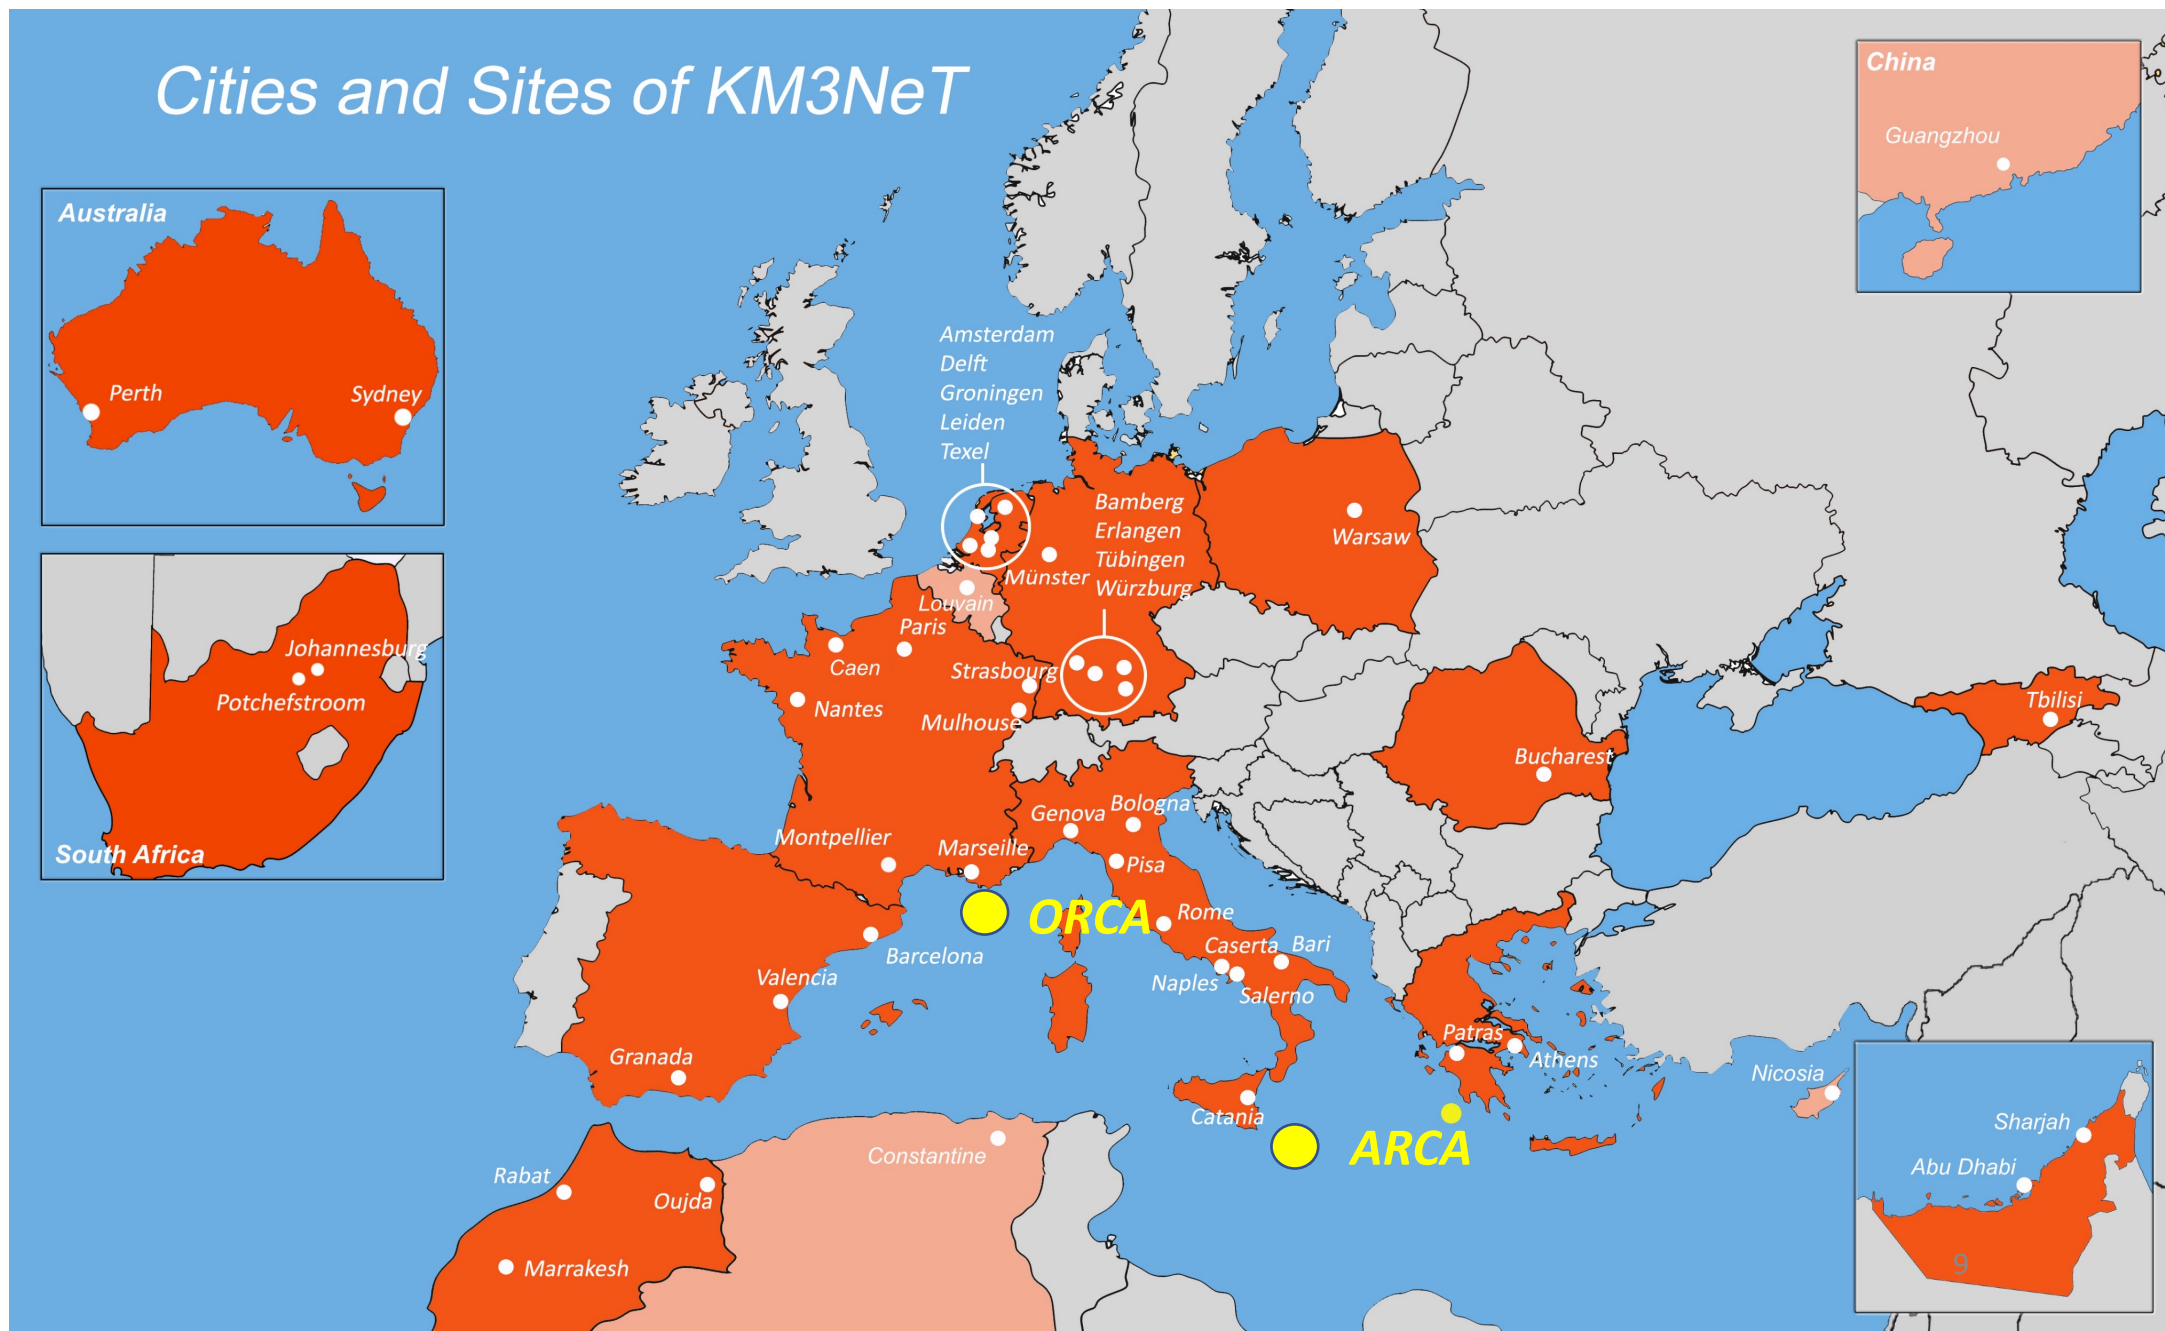 Cities and Sites of KM3NeT
China
Guangzhou
Australia
Perth
Sydney
Amsterdam
Delft
Groningen
Leiden
Texel
Bamberg
Erlangen
Tübingen
Würzburg
Warsaw
Münster
Louvain
Paris
Caen
Strasbourg
Nantes
Mulhouse
Johannesburg
Potchefstroom
South Africa
Tbilisi
Bucharest
Genova
Bologna
Montpellier
Marseille
Pisa
ORCA
Rome
Caserta
Bari
Barcelona
Valencia
Naples
Salerno
Granada
Patras
Athens
Nicosia
Catania
ARCA
Constantine
Rabat
Oujda
Marrakesh
Sharjah
Abu Dhabi
9